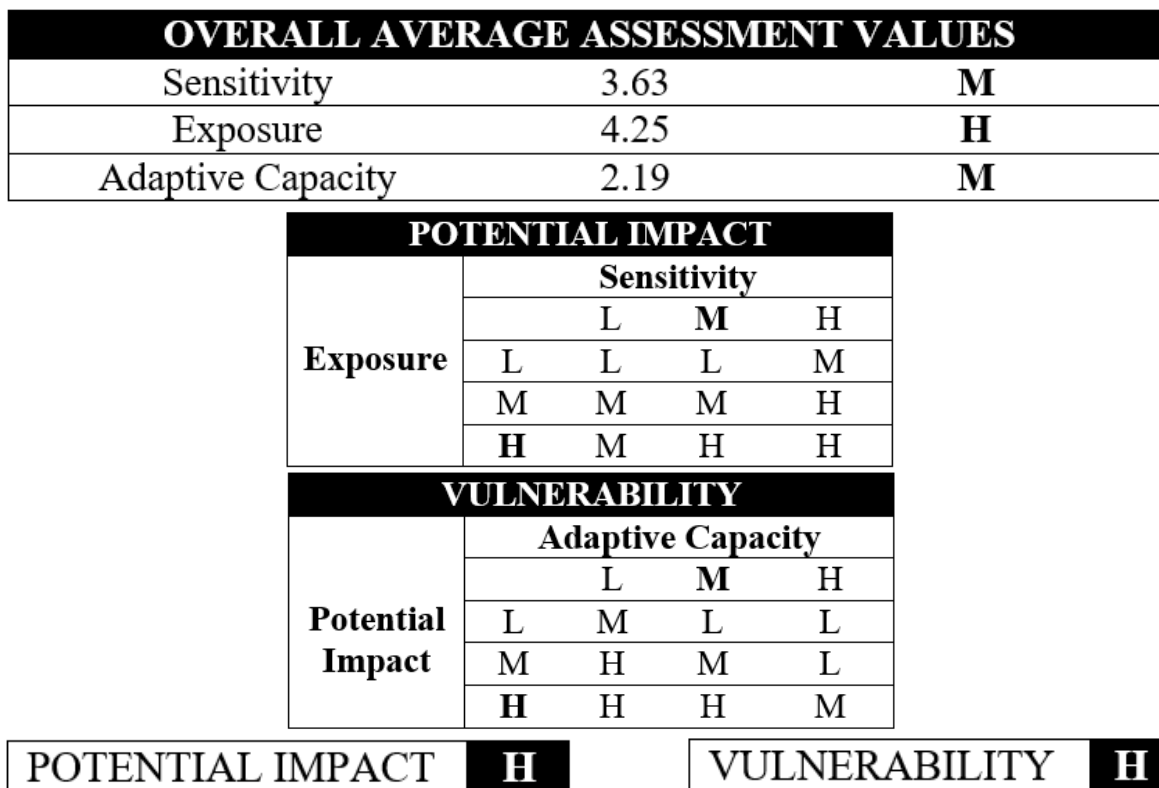 OVERALL AVERAGE ASSESSMENT VALUES
Sensitivity 3.63 M
Exposure 4.25 H
Adaptive Capacity 2.19 M
POTENTIAL IMPACT
Sensitivity
L M H
Exposure L L L M
M M M H
H M H H
VULNERABILITY
Adaptive Capacity
L M H
Potential Impact L M L L
M H M L
H H H M
POTENTIAL IMPACT H VULNERABILITY H